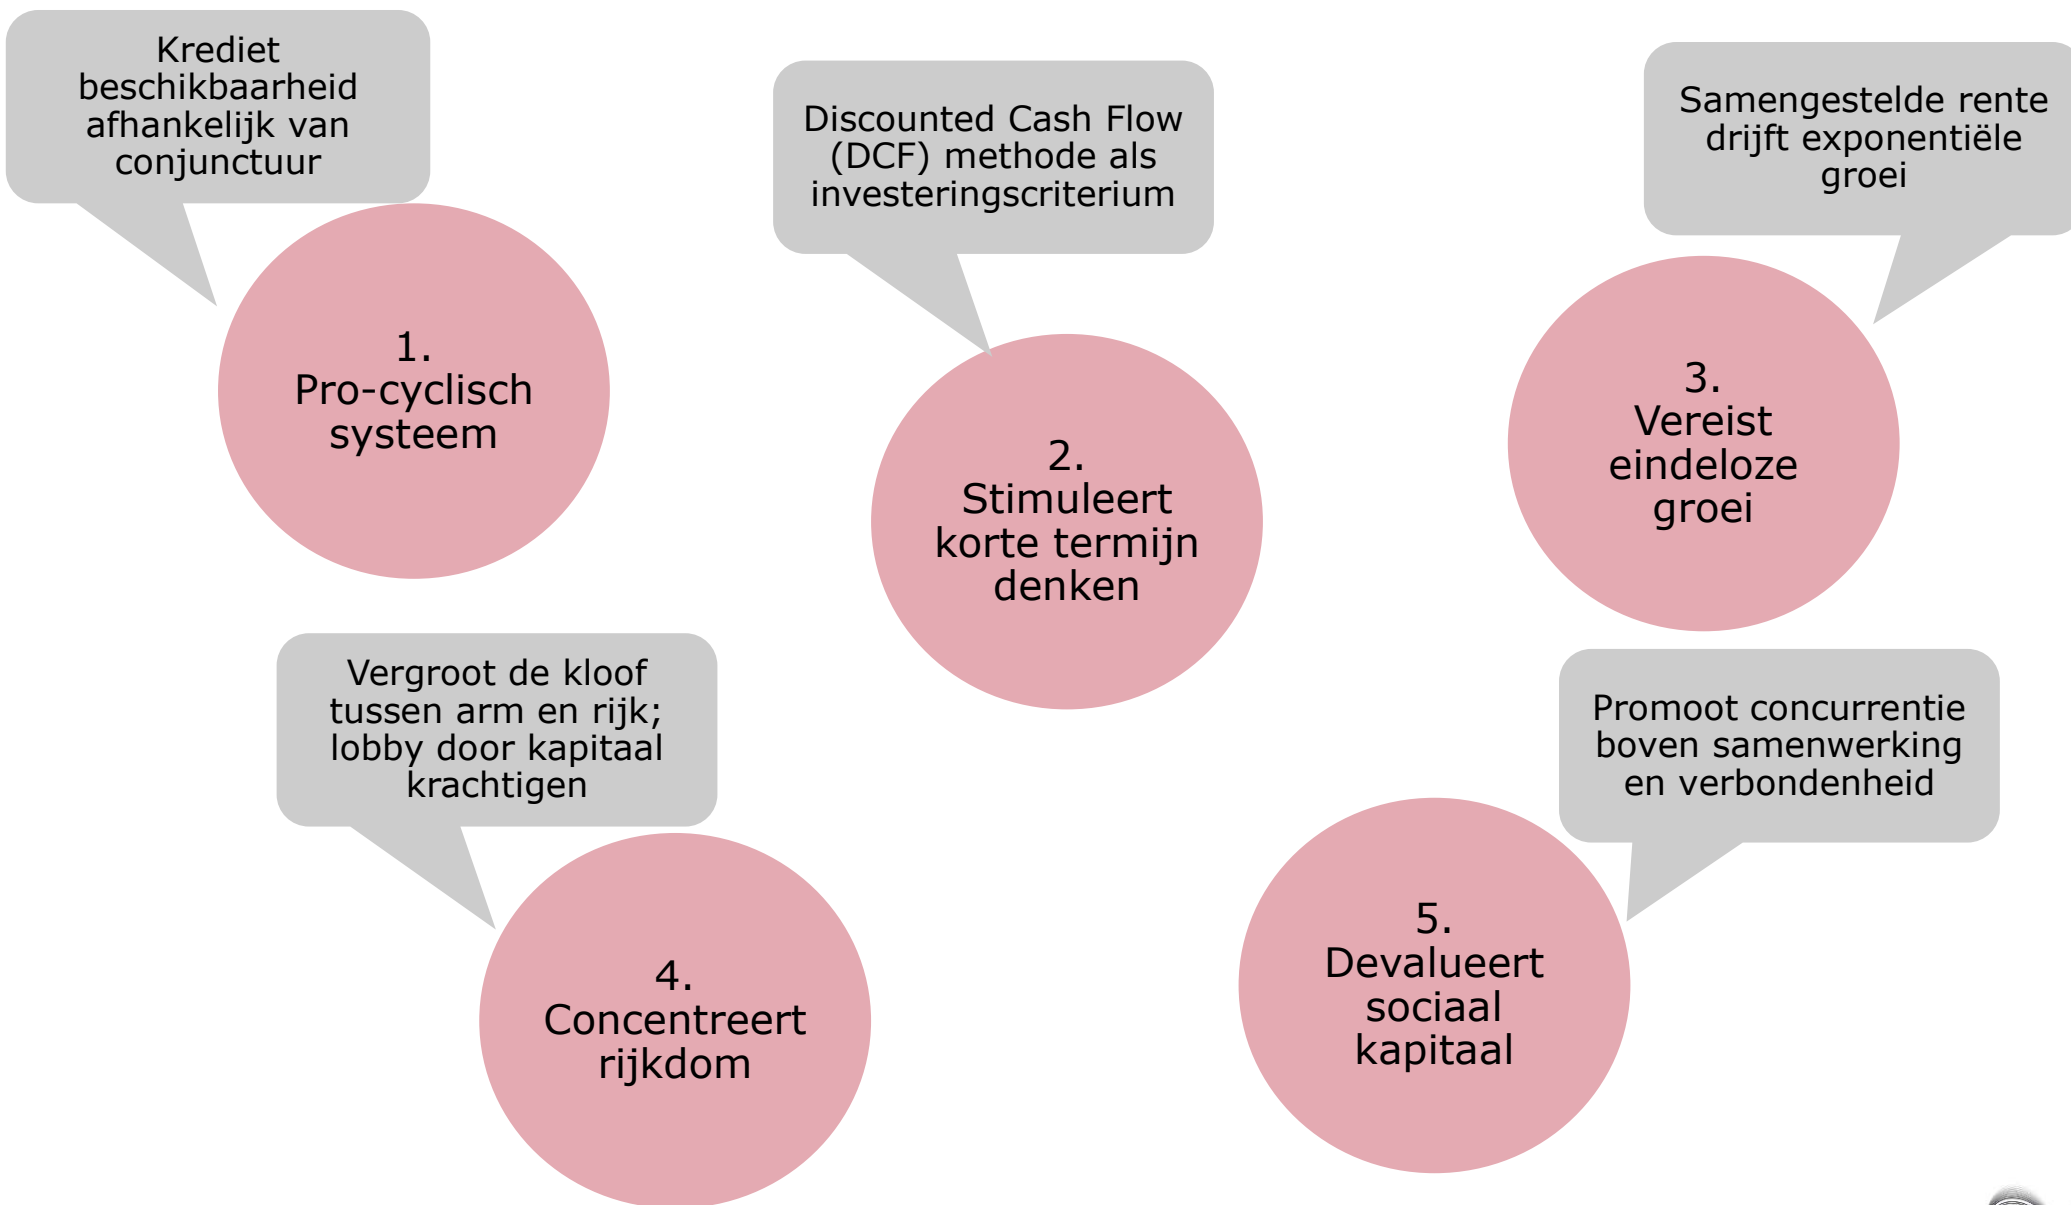 Krediet
beschikbaarheid
afhankelijk van
conjunctuur
1.
Pro-cyclisch
systeem
Discounted Cash Flow
(DCF) methode als
investeringscriterium
2.
Stimuleert
korte termijn
denken
Samengestelde rente
drijft exponentiële
groei
3.
Vereist
eindeloze
groei
Vergroot de kloof
tussen arm en rijk;
lobby door kapitaal
krachtigen
4.
Concentreert
rijkdom
Promoot concurrentie
boven samenwerking
en verbondenheid
5.
Devalueert
sociaal
kapitaal